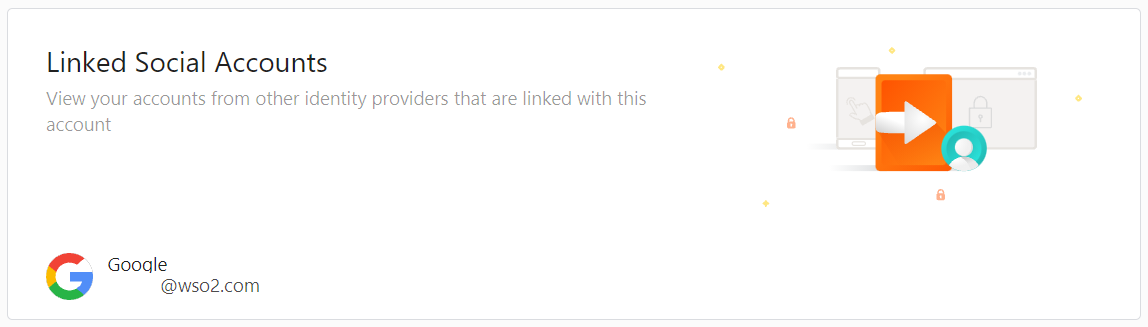 Linked Social Accounts
View your accounts from other identity providers that are linked with this
account
Google
@wso2.com